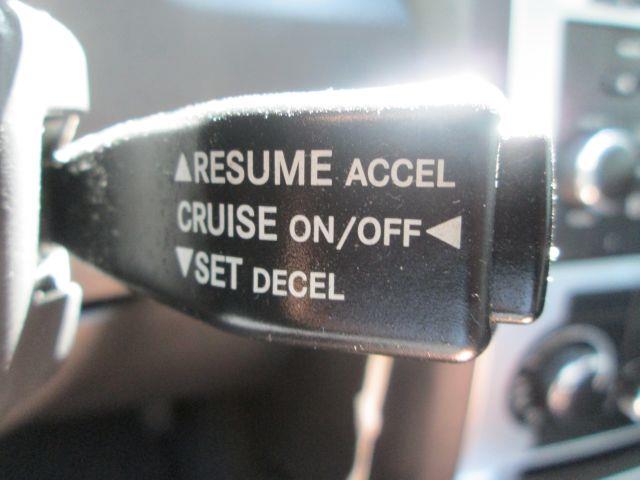 ▲RESUME ACCEL
CRUISE ON/OFF◀
▼SET DECEL